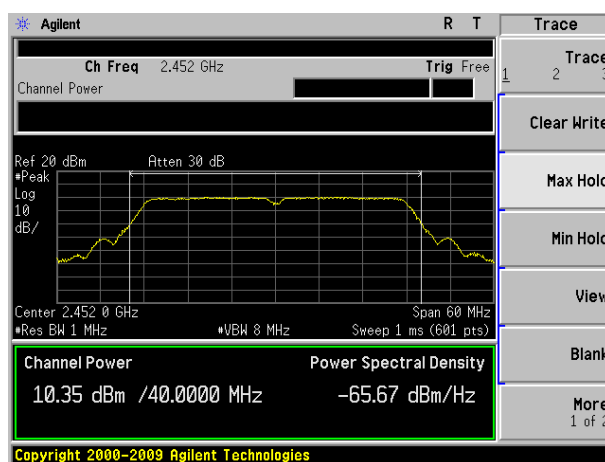 Agilent R T Trace
Ch Freq 2.452 GHz Trig Free
Channel Power
Trace
1 2 3
Clear Write
Max Hold
Min Hold
View
Blank
More
1 of 2
Ref 20 dBm Atten 30 dB
#Peak
Log
10
dB/
Center 2.452 0 GHz Span 60 MHz
#Res BW 1 MHz #VBW 8 MHz Sweep 1 ms (601 pts)
Channel Power Power Spectral Density
10.35 dBm /40.0000 MHz -65.67 dBm/Hz
Copyright 2000-2009 Agilent Technologies